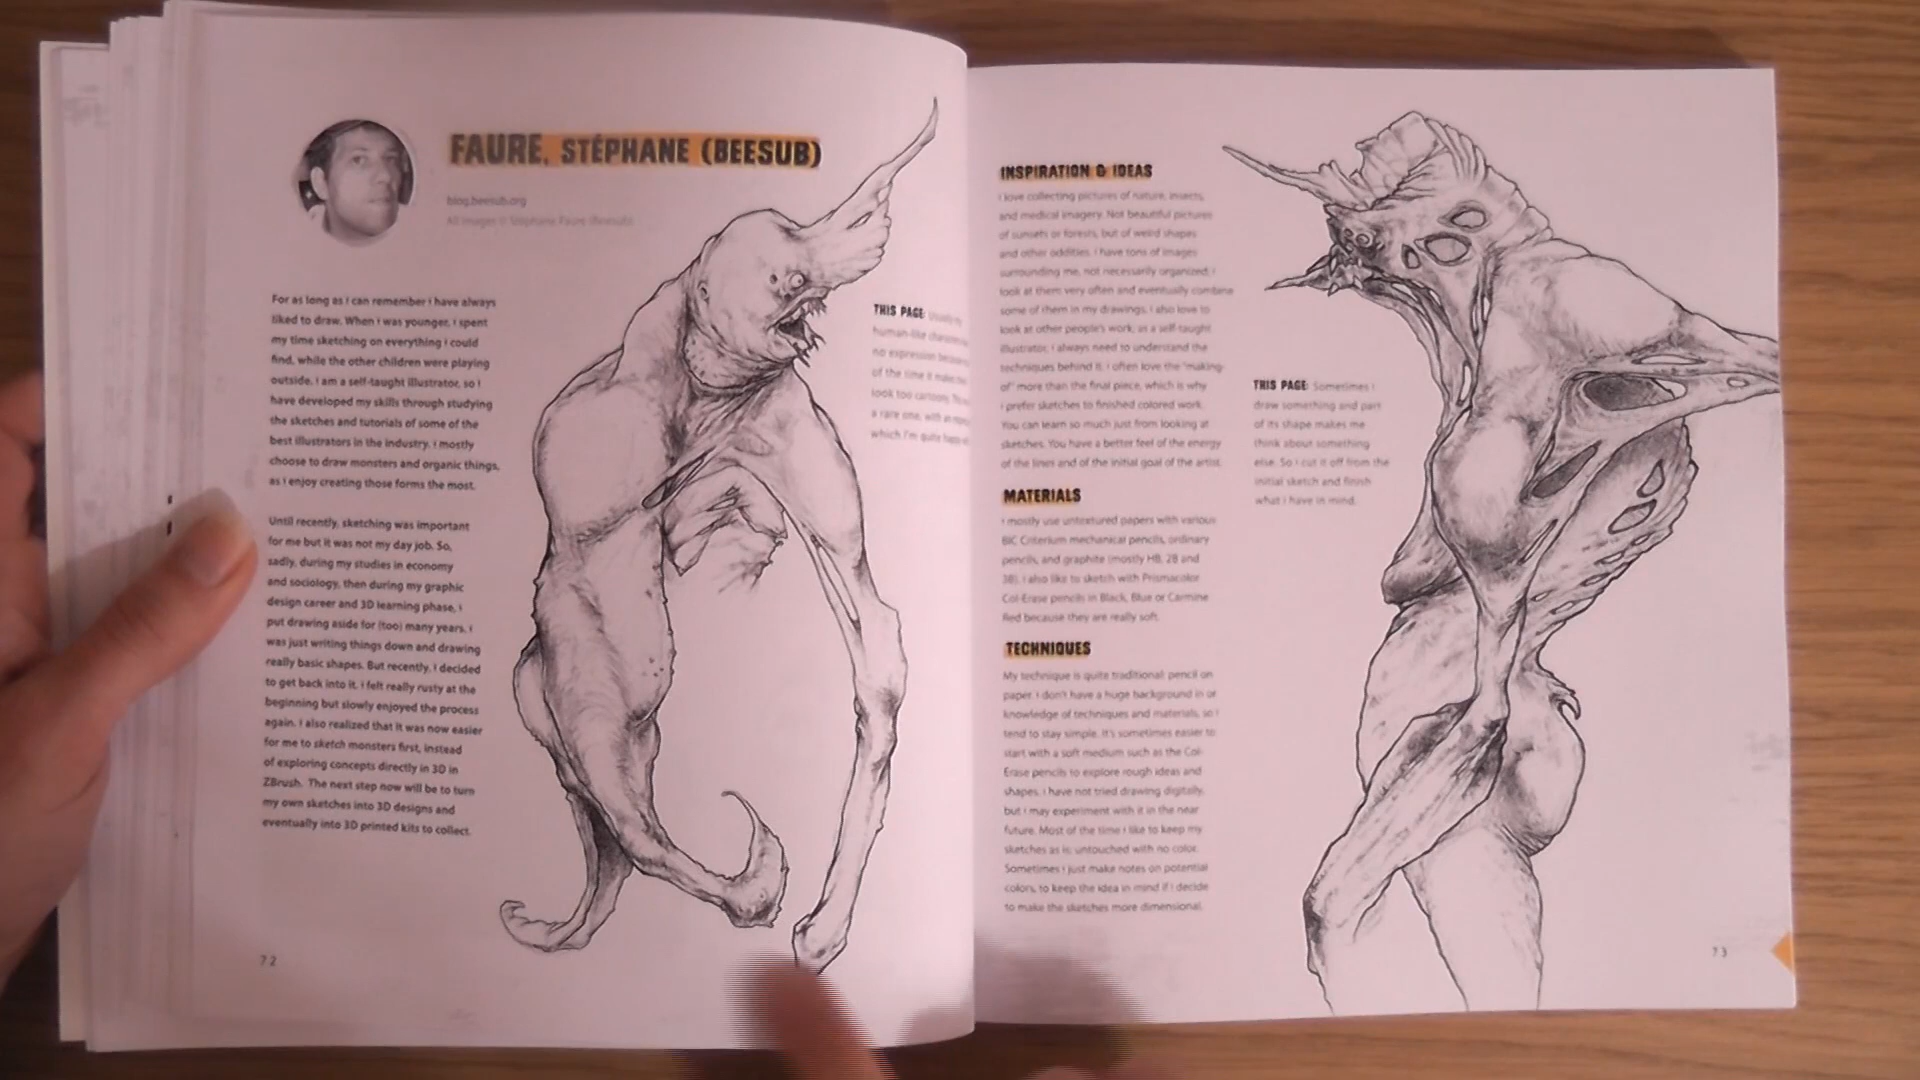 FAURE, STÉPHANE (BEESUB)
blog.beesub.org
All images © Stéphane Faure (Beesub)
For as long as I can remember I have always
liked to draw. When I was younger, I spent
my time sketching on everything I could
find, while the other children were playing
outside. I am a self-taught illustrator, so I
have developed my skills through studying
the sketches and tutorials of some of the
best illustrators in the industry. I mostly
choose to draw monsters and organic things,
as I enjoy creating those forms the most.
Until recently, sketching was important
for me but it was not my day job. So,
sadly, during my studies in economy
and sociology, then during my graphic
design career and 3D learning phase, I
put drawing aside for (too) many years. I
was just writing things down and drawing
really basic shapes. But recently, I decided
to get back into it. I felt really rusty at the
beginning but slowly enjoyed the process
again. I also realized that it was now easier
for me to sketch monsters first, instead
of exploring concepts directly in 3D in
ZBrush. The next step now will be to turn
my own sketches into 3D designs and
eventually into 3D printed kits to collect.
THIS PAGE: Usually my
human-like
no expression
of the time it
look too cartoony.
a rare one, with an
which I'm quite
72
INSPIRATION & IDEAS
I love collecting pictures of nature, insects,
and medical imagery. Not beautiful pictures
of sunsets or forests, but of weird shapes
and other oddities. I have tons of images
surrounding me, not necessarily organized; I
look at them very often and eventually combine
some of them in my drawings. I also love to
look at other people's work; as a self-taught
illustrator, I always need to understand the
techniques behind it. I often love the "making
of" more than the final piece, which is why
I prefer sketches to finished colored work.
You can learn so much just from looking at
sketches. You have a better feel of the energy
of the lines and of the initial goal of the artist.
MATERIALS
I mostly use untextured papers with various
BIC Criterium mechanical pencils, ordinary
pencils, and graphite (mostly HB, 2B and
3B). I also like to sketch with Prismacolor
Col-Erase pencils in Black, Blue or Carmine
Red because they are really soft.
TECHNIQUES
My technique is quite traditional: pencil on
paper. I don't have a huge background in or
knowledge of techniques and materials, so I
tend to stay simple. It's sometimes easier to
start with a soft medium such as the Col-
Erase pencils to explore rough ideas and
shapes. I have not tried drawing digitally,
but I may experiment with it in the near
future. Most of the time I like to keep my
sketches as is; untouched with no color.
Sometimes I just make notes on potential
colors, to keep the idea in mind if I decide
to make the sketches more dimensional.
THIS PAGE: Sometimes I
draw something and part
of its shape makes me
think about something
else. So I cut it off from the
initial sketch and finish
what I have in mind.
73